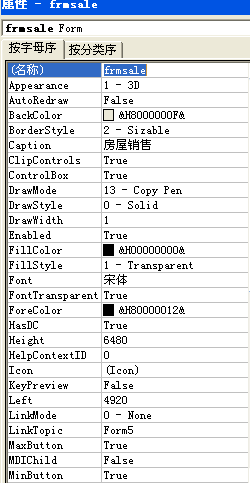 属性 - frmsale
frmsale Form
按字母序 按分类序
(名称) frmsale
Appearance 1 - 3D
AutoRedraw False
BackColor &H8000000F&
BorderStyle 2 - Sizable
Caption 房屋销售
ClipControls True
ControlBox True
DrawMode 13 - Copy Pen
DrawStyle 0 - Solid
DrawWidth 1
Enabled True
FillColor &H00000000&
FillStyle 1 - Transparent
Font 宋体
FontTransparent True
ForeColor &H80000012&
HasDC True
Height 6480
HelpContextID 0
Icon (Icon)
KeyPreview False
Left 4920
LinkMode 0 - None
LinkTopic Form5
MaxButton True
MDIChild False
MinButton True